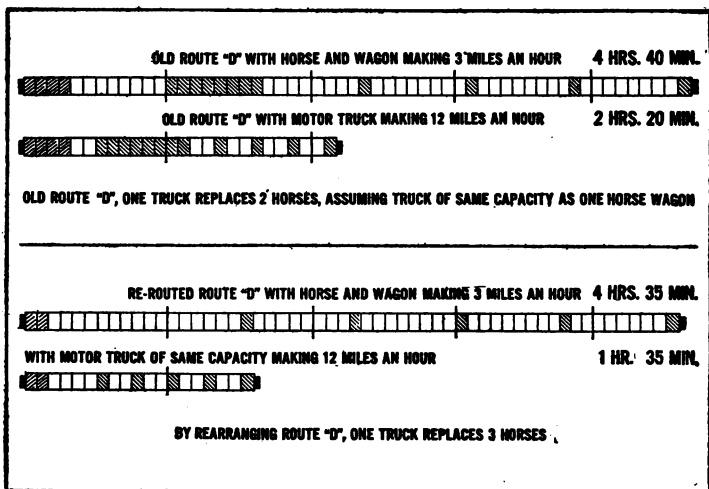 OLD ROUTE "D" WITH HORSE AND WAGON MAKING 3 MILES AN HOUR 4 HRS. 40 MIN.
OLD ROUTE "D" WITH MOTOR TRUCK MAKING 12 MILES AN HOUR 2 HRS. 20 MIN.
OLD ROUTE "D", ONE TRUCK REPLACES 2 HORSES, ASSUMING TRUCK OF SAME CAPACITY AS ONE HORSE WAGON
RE-ROUTED ROUTE "D" WITH HORSE AND WAGON MAKING 3 MILES AN HOUR 4 HRS. 35 MIN.
WITH MOTOR TRUCK OF SAME CAPACITY MAKING 12 MILES AN HOUR 1 HR. 35 MIN.
BY REARRANGING ROUTE "D", ONE TRUCK REPLACES 3 HORSES